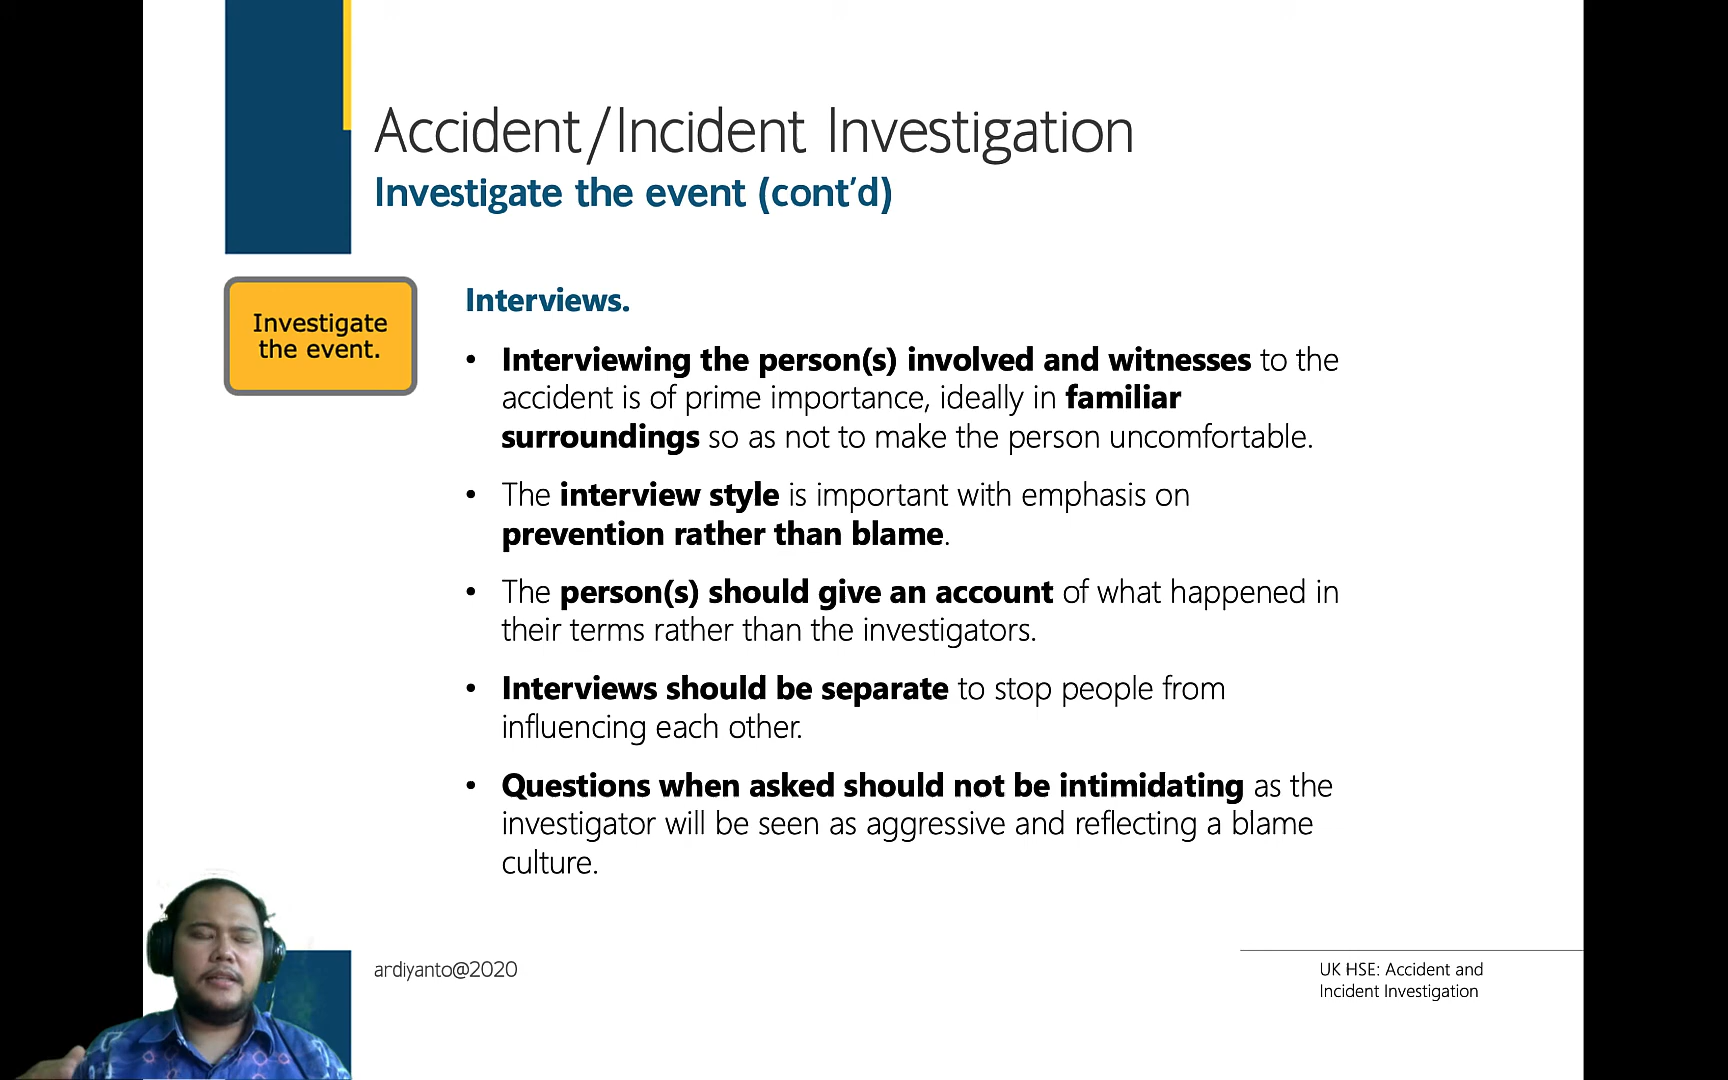 Accident/Incident Investigation
Investigate the event (cont’d)
Investigate
the event.
Interviews.
• Interviewing the person(s) involved and witnesses to the
accident is of prime importance, ideally in familiar
surroundings so as not to make the person uncomfortable.
• The interview style is important with emphasis on
prevention rather than blame.
• The person(s) should give an account of what happened in
their terms rather than the investigators.
• Interviews should be separate to stop people from
influencing each other.
• Questions when asked should not be intimidating as the
investigator will be seen as aggressive and reflecting a blame
culture.
ardiyanto@2020
UK HSE: Accident and
Incident Investigation